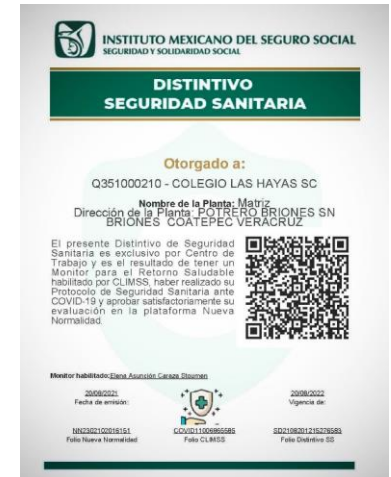 INSTITUTO MEXICANO DEL SEGURO SOCIAL
SEGURIDAD Y SOLIDARIDAD SOCIAL
DISTINTIVO
SEGURIDAD SANITARIA
Otorgado a:
Q351000210 - COLEGIO LAS HAYAS SC
Nombre de la Planta: Matriz
Dirección de la Planta: POTRERO BRIONES SN
BRIONES COATEPEC VERACRUZ
El presente Distintivo de Seguridad
Sanitaria es exclusivo por Centro de
Trabajo y es el resultado de tener un
Monitor para el Retorno Saludable
habilitado por CLIMSS, haber realizado su
Protocolo de Seguridad Sanitaria ante
COVID-19 y aprobar satisfactoriamente su
evaluación en la plataforma Nueva
Normalidad.
Monitor habilitado: Elena Asunción
20/08/2021
Fecha de emisión:
20/08/2022
Vigencia de:
Folio Nueva Normalidad
Folio CLIMSS
Folio Distintivo SS